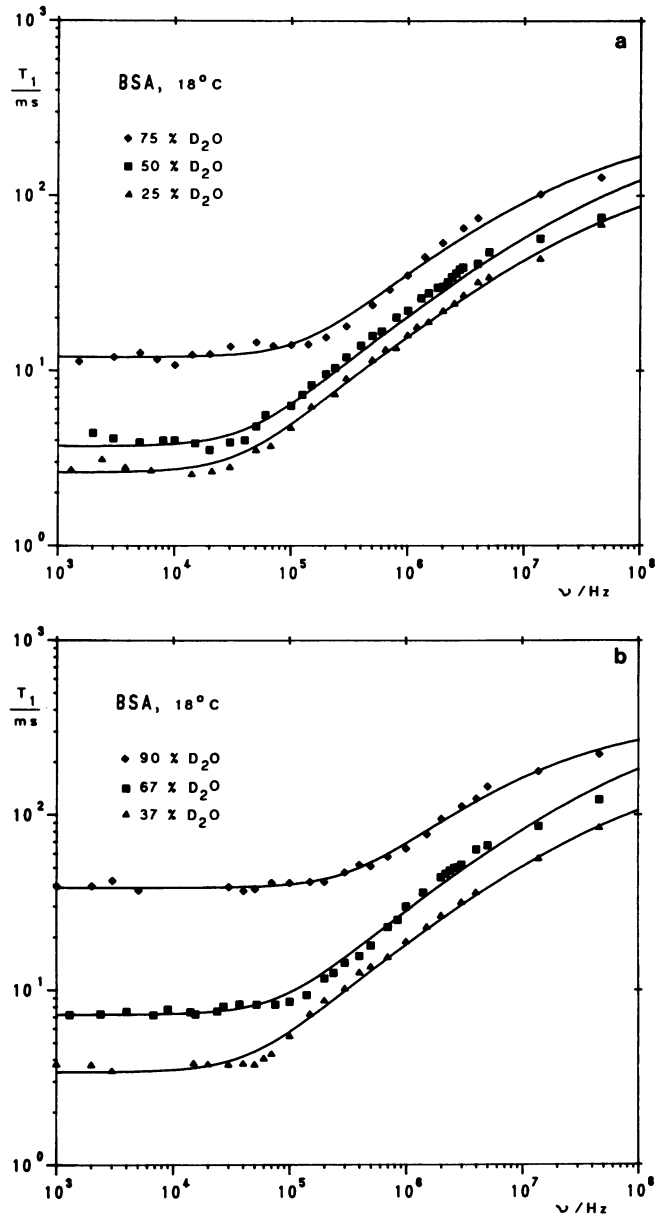 a
10³
T₁
ms
BSA, 18°C
75 % D₂O
50 % D₂O
25 % D₂O
10²
10¹
10⁰
10³ 10⁴ 10⁵ 10⁶ 10⁷ 10⁸
ν/Hz
b
10³
T₁
ms
BSA, 18°C
90 % D₂O
67 % D₂O
37 % D₂O
10²
10¹
10⁰
10³ 10⁴ 10⁵ 10⁶ 10⁷ 10⁸
ν/Hz